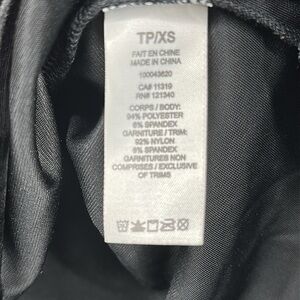 TP/XS
FAIT EN CHINE
MADE IN CHINA
100043620
CA# 11319
RN# 121340
CORPS / BODY:
94% POLYESTER
6% SPANDEX
GARNITURE / TRIM:
92% NYLON
8% SPANDEX
GARNITURES NON
COMPRISES / EXCLUSIVE
OF TRIMS